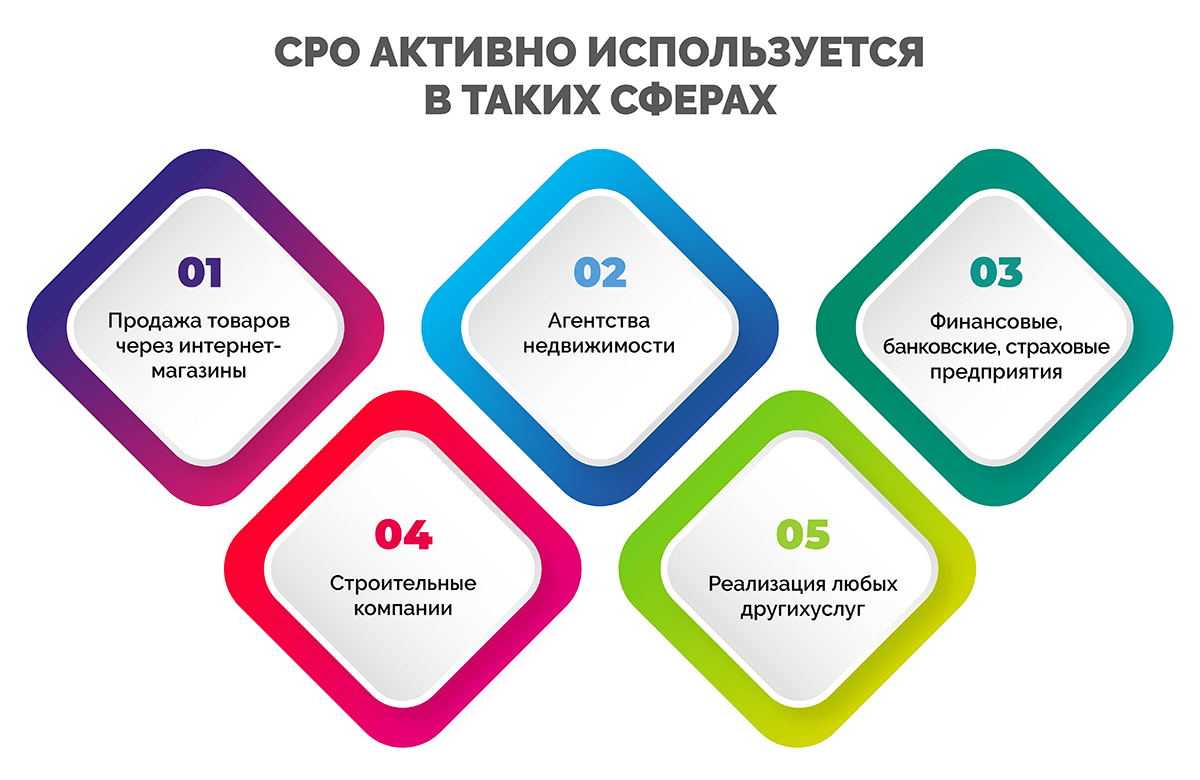 СРО АКТИВНО ИСПОЛЬЗУЕТСЯ
В ТАКИХ СФЕРАХ
01
Продажа товаров
через интернет-
магазины
02
Агентства
недвижимости
03
Финансовые,
банковские, страховые
предприятия
04
Строительные
компании
05
Реализация любых
другихуслуг